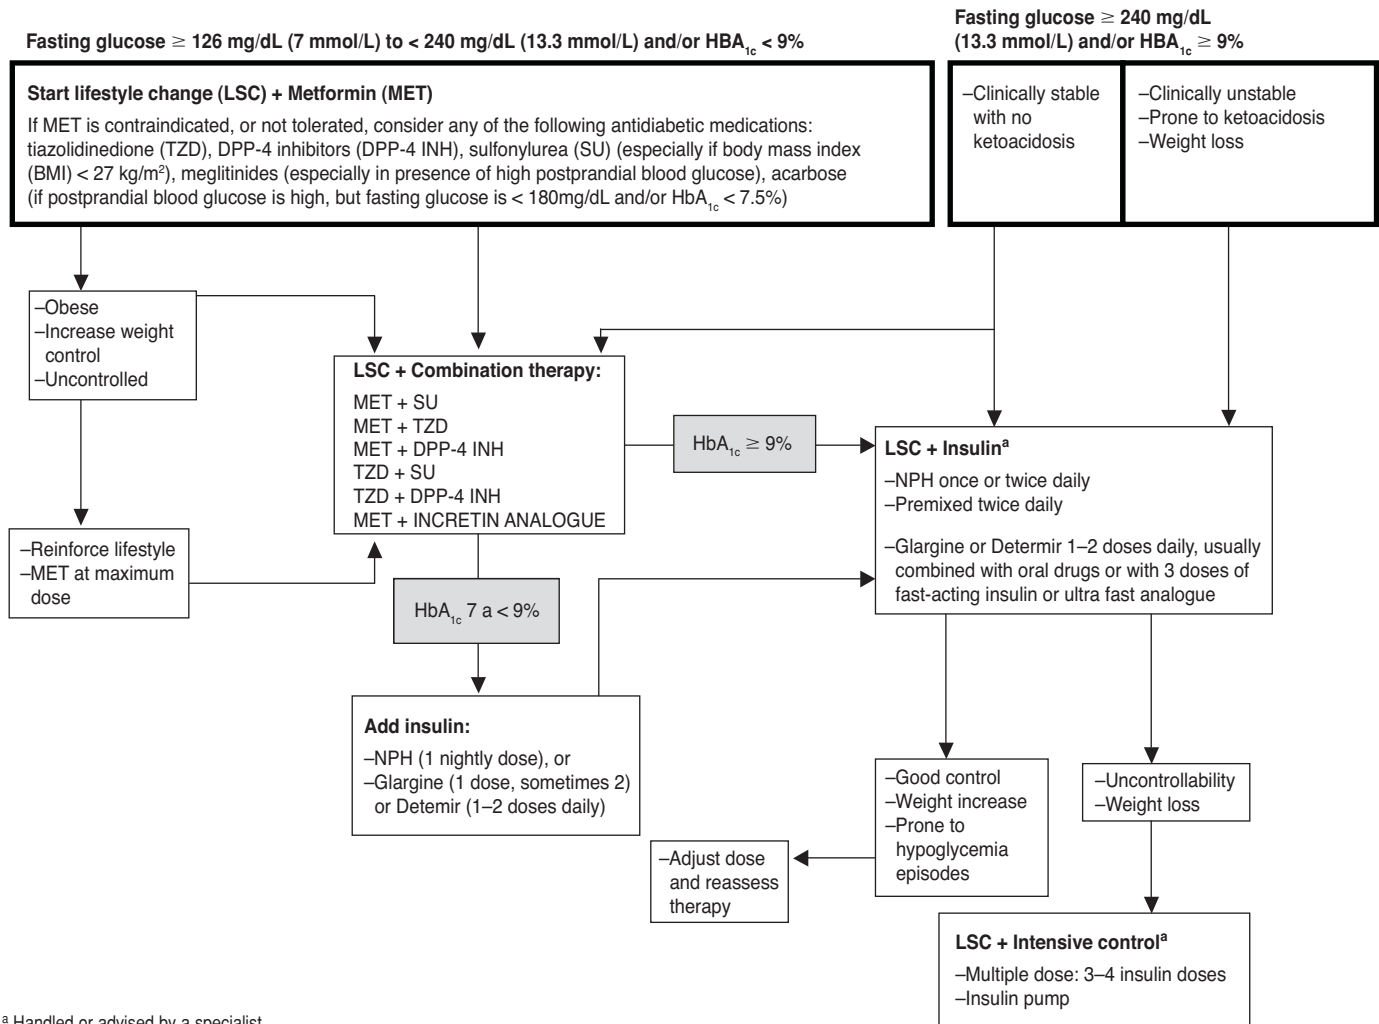 Fasting glucose ≥ 126 mg/dL (7 mmol/L) to < 240 mg/dL (13.3 mmol/L) and/or HBA1c < 9%
Fasting glucose ≥ 240 mg/dL
(13.3 mmol/L) and/or HBA1c ≥ 9%
Start lifestyle change (LSC) + Metformin (MET)
If MET is contraindicated, or not tolerated, consider any of the following antidiabetic medications:
tiazolidinedione (TZD), DPP-4 inhibitors (DPP-4 INH), sulfonylurea (SU) (especially if body mass index
(BMI) < 27 kg/m²), meglitinides (especially in presence of high postprandial blood glucose), acarbose
(if postprandial blood glucose is high, but fasting glucose is < 180mg/dL and/or HbA1c < 7.5%)
–Clinically stable
with no
ketoacidosis
–Clinically unstable
–Prone to ketoacidosis
–Weight loss
–Obese
–Increase weight
control
–Uncontrolled
LSC + Combination therapy:
MET + SU
MET + TZD
MET + DPP-4 INH
TZD + SU
TZD + DPP-4 INH
MET + INCRETIN ANALOGUE
HbA1c ≥ 9%
LSC + Insulinᵃ
–NPH once or twice daily
–Premixed twice daily
–Glargine or Determir 1–2 doses daily, usually
combined with oral drugs or with 3 doses of
fast-acting insulin or ultra fast analogue
–Reinforce lifestyle
–MET at maximum
dose
HbA1c 7 a < 9%
Add insulin:
–NPH (1 nightly dose), or
–Glargine (1 dose, sometimes 2)
or Detemir (1–2 doses daily)
–Good control
–Weight increase
–Prone to
hypoglycemia
episodes
–Uncontrollability
–Weight loss
–Adjust dose
and reassess
therapy
LSC + Intensive controlᵃ
–Multiple dose: 3–4 insulin doses
–Insulin pump
ᵃ Handled or advised by a specialist